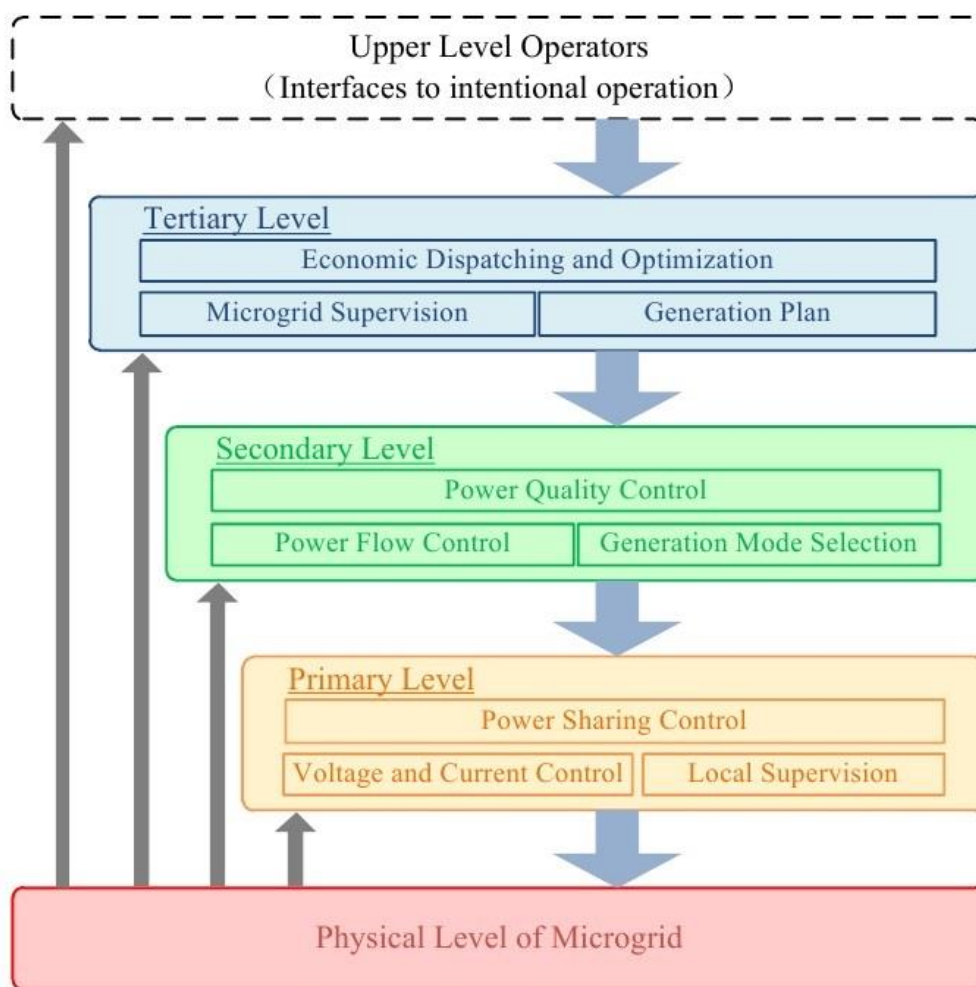 Upper Level Operators
（Interfaces to intentional operation）
Tertiary Level
Economic Dispatching and Optimization
Microgrid Supervision
Generation Plan
Secondary Level
Power Quality Control
Power Flow Control
Generation Mode Selection
Primary Level
Power Sharing Control
Voltage and Current Control
Local Supervision
Physical Level of Microgrid